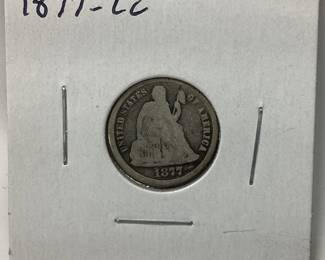 1877-CC
UNITED STATES OF AMERICA
1877